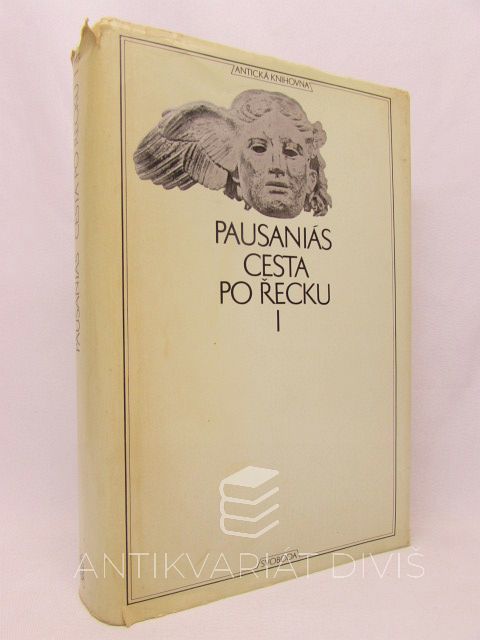 ANTICKÁ KNIHOVNA
PAUSANIÁS
CESTA
PO ŘECKU
I
SVOBODA
PAUSANIÁS CESTA PO ŘECKU I
ANTIKVARIÁT DIVIŠ